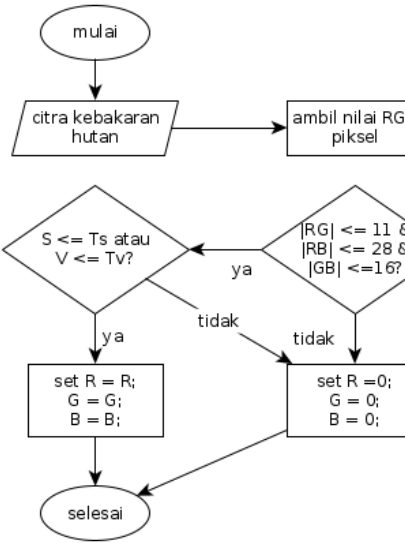 mulai
citra kebakaran
hutan
ambil nilai RG
piksel
S <= Ts atau
V <= Tv?
|RG| <= 11 &
|RB| <= 28 &
|GB| <=16?
ya
tidak
ya
tidak
set R = R;
G = G;
B = B;
set R =0;
G = 0;
B = 0;
selesai